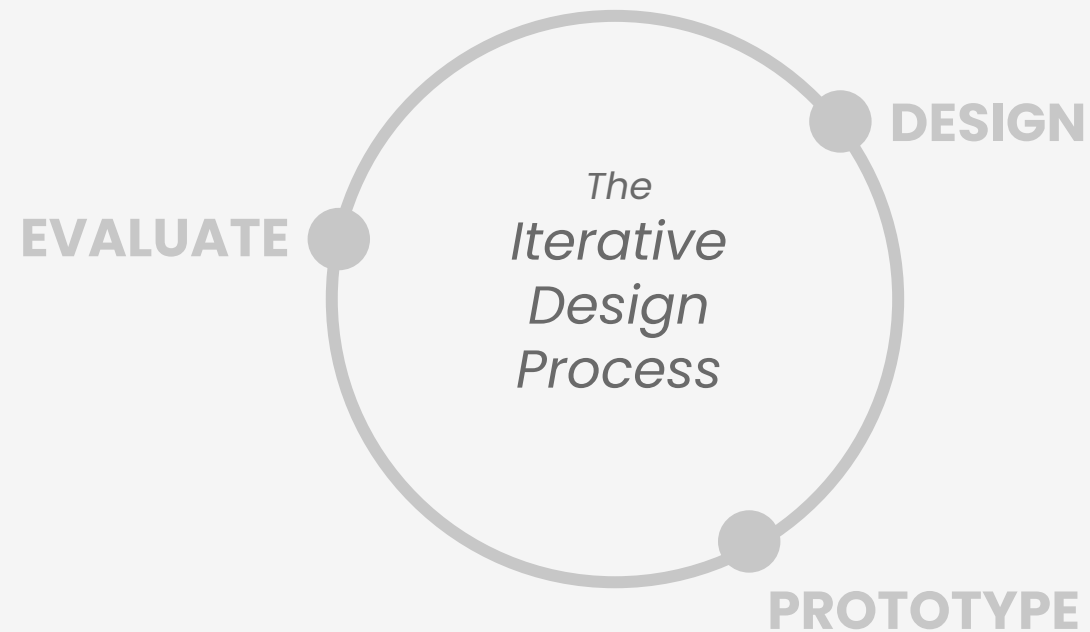 DESIGN
The
EVALUATE
Iterative
Design
Process
PROTOTYPE